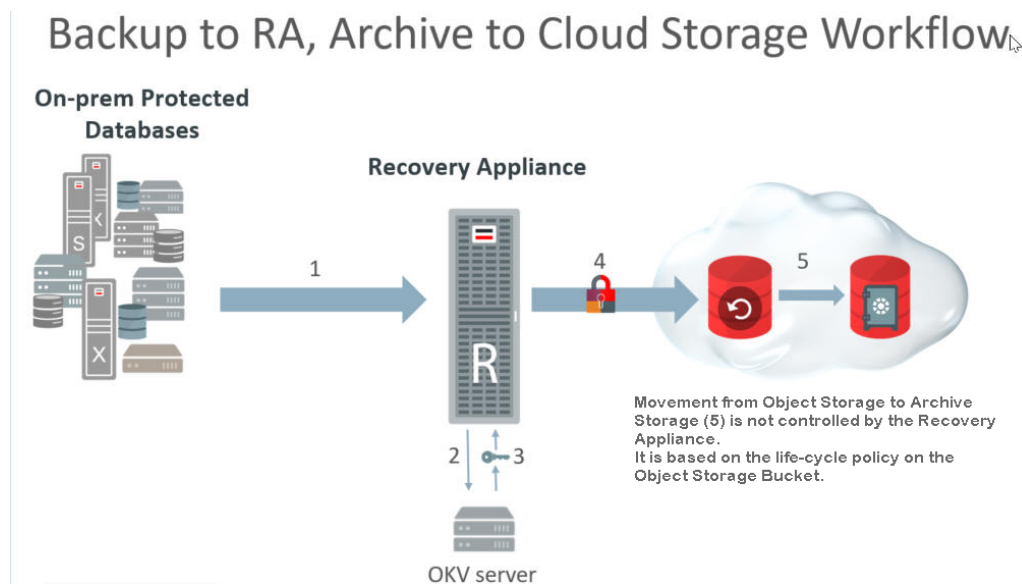 Backup to RA, Archive to Cloud Storage Workflow
On-prem Protected
Databases
Recovery Appliance
K
S
X
1
R
4
5
2
3
Movement from Object Storage to Archive
Storage (5) is not controlled by the Recovery
Appliance.
It is based on the life-cycle policy on the
Object Storage Bucket.
OKV server